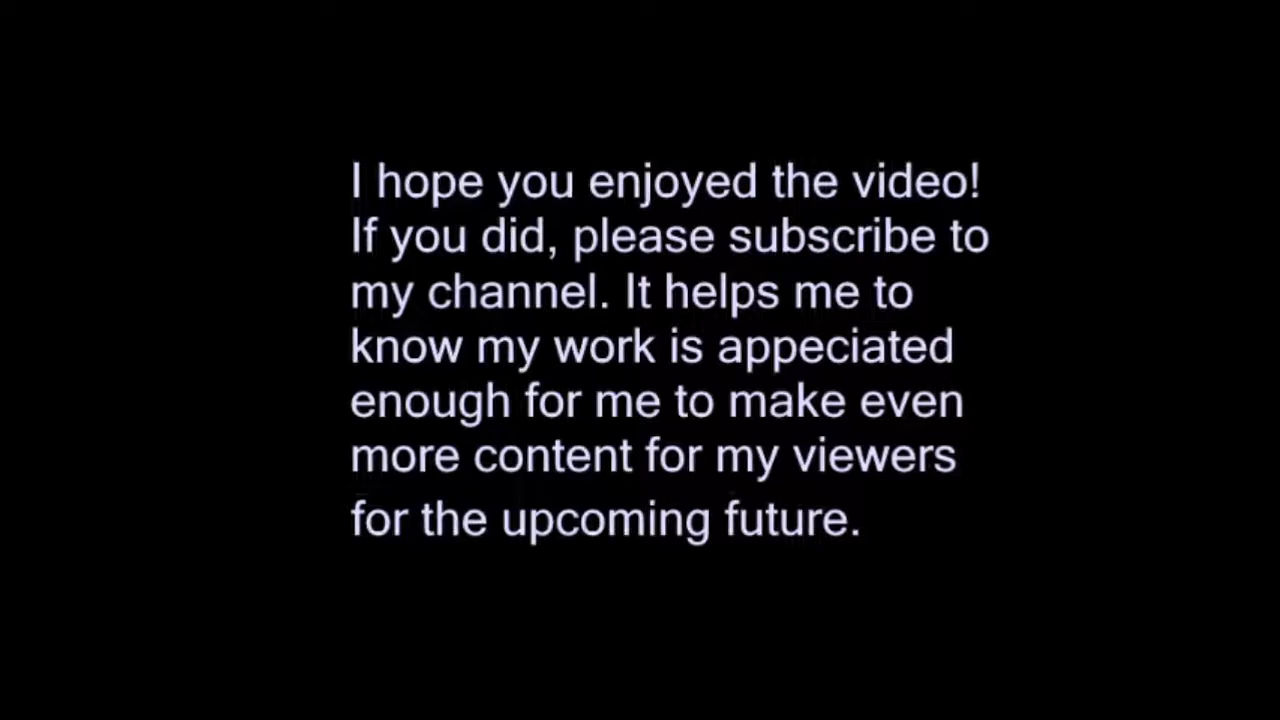 I hope you enjoyed the video!
If you did, please subscribe to
my channel. It helps me to
know my work is appeciated
enough for me to make even
more content for my viewers
for the upcoming future.